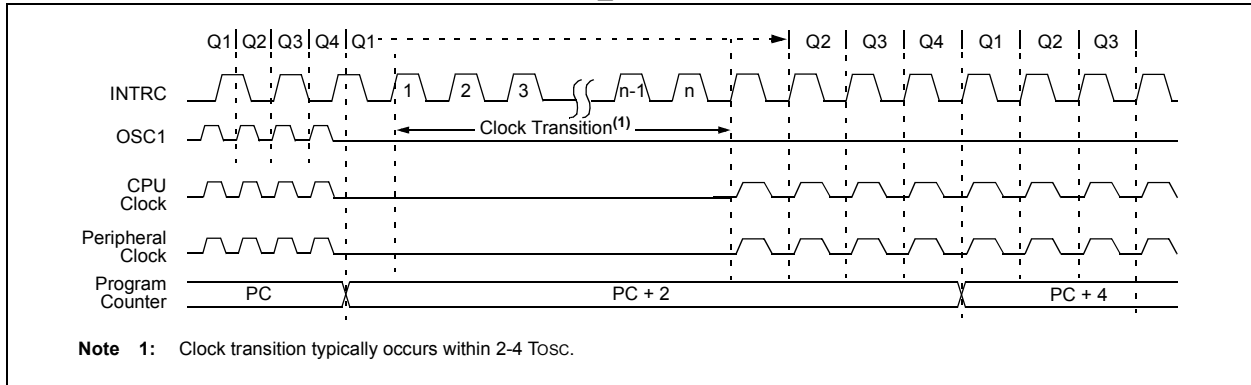 Q1 Q2 Q3 Q4 Q1 Q2 Q3 Q4 Q1 Q2 Q3
INTRC 1 2 3 n-1 n
Clock Transition(1)
OSC1
CPU
Clock
Peripheral
Clock
Program
Counter
PC PC + 2 PC + 4
Note 1: Clock transition typically occurs within 2-4 TOSC.